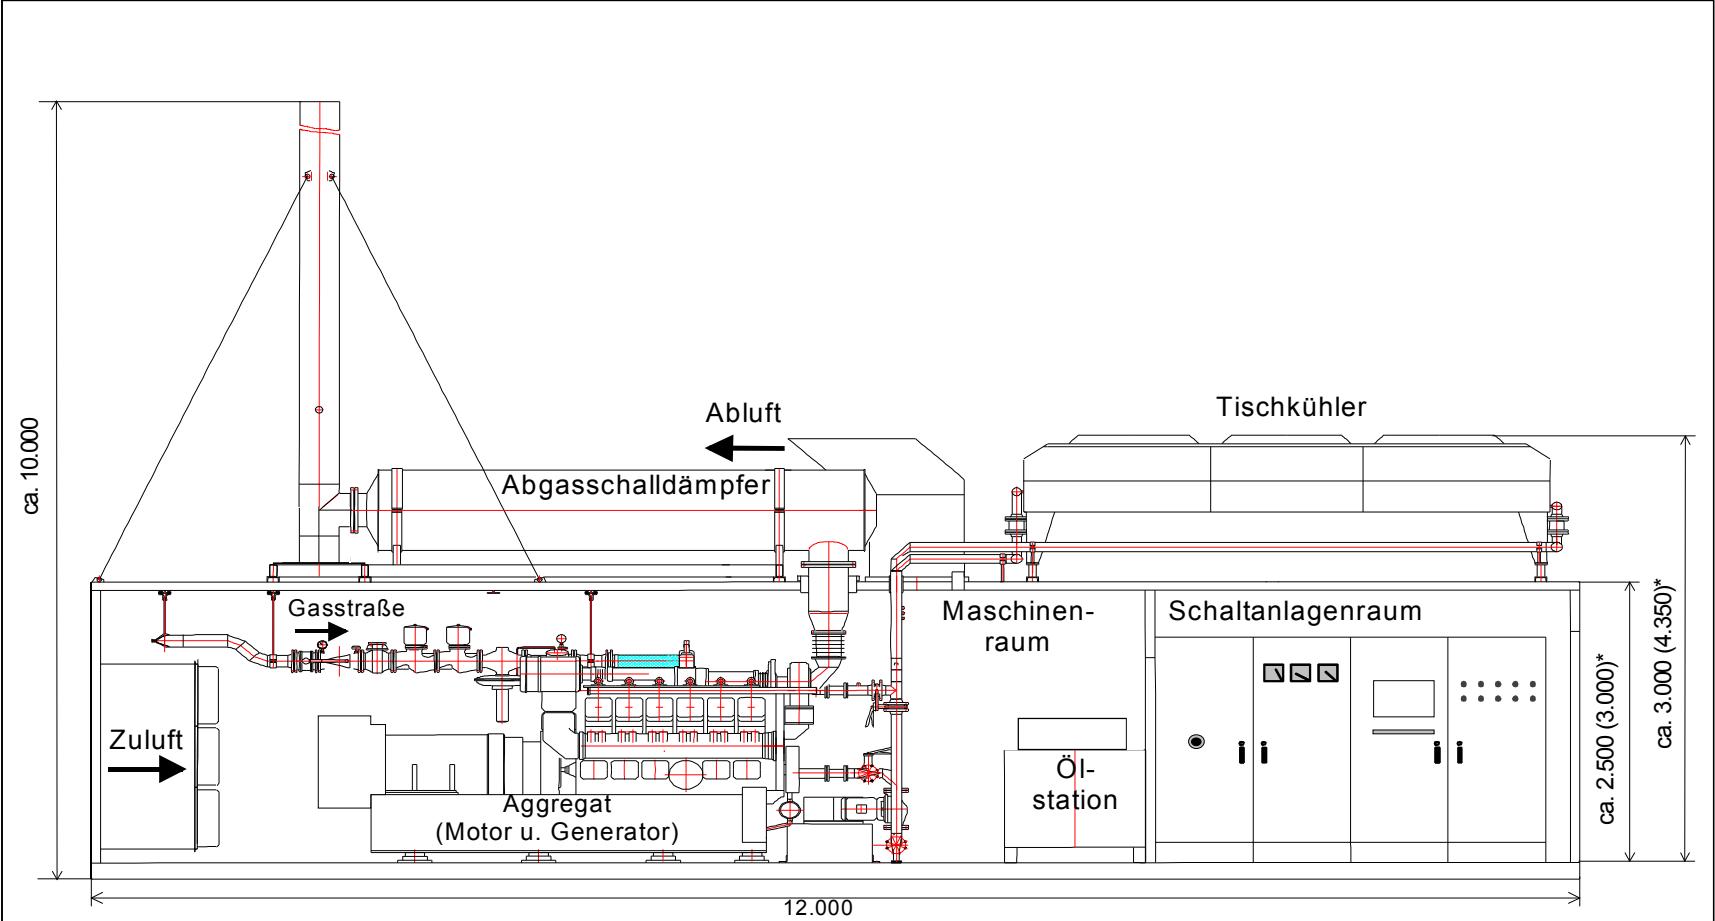 Tischkühler
Abluft
ca. 10.000
Abgasschalldämpfer
Gasstraße
Maschinen-
raum
Schaltanlagenraum
ca. 2.500 (3.000)*
ca. 3.000 (4.350)*
Zuluft
Öl-
station
Aggregat
(Motor u. Generator)
12.000